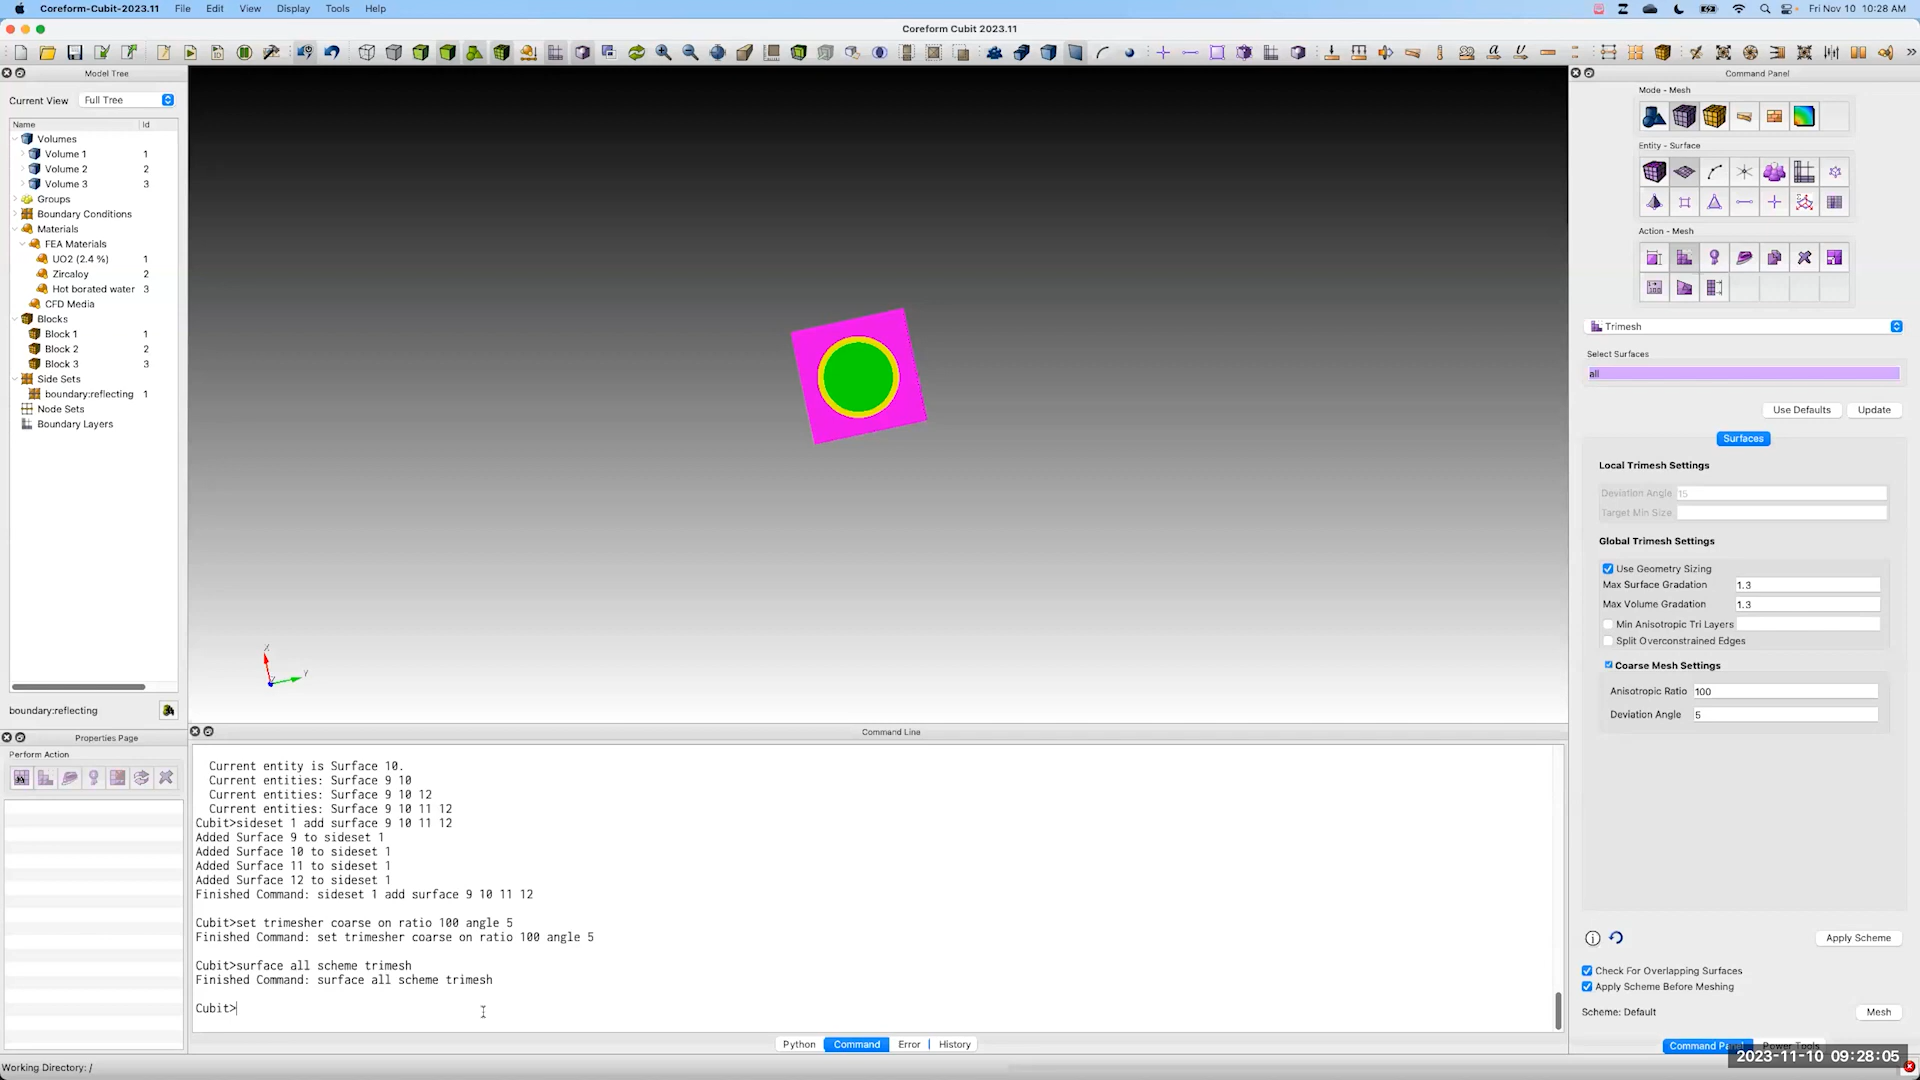 Coreform-Cubit-2023.11 File Edit View Display Tools Help Fri Nov 10 10:28 AM
Coreform Cubit 2023.11
Model Tree
Current View Full Tree
Name Id
Volumes
Volume 1 1
Volume 2 2
Volume 3 3
Groups
Boundary Conditions
Materials
FEA Materials
UO2 (2.4 %) 1
Zircaloy 2
Hot borated water 3
CFD Media
Blocks
Block 1 1
Block 2 2
Block 3 3
Side Sets
boundary:reflecting 1
Node Sets
Boundary Layers
boundary:reflecting
Properties Page
Perform Action
X
Y
Command Line
Current entity is Surface 10.
Current entities: Surface 9 10
Current entities: Surface 9 10 12
Current entities: Surface 9 10 11 12
Cubit>sideset 1 add surface 9 10 11 12
Added Surface 9 to sideset 1
Added Surface 10 to sideset 1
Added Surface 11 to sideset 1
Added Surface 12 to sideset 1
Finished Command: sideset 1 add surface 9 10 11 12
Cubit>set trimesher coarse on ratio 100 angle 5
Finished Command: set trimesher coarse on ratio 100 angle 5
Cubit>surface all scheme trimesh
Finished Command: surface all scheme trimesh
Cubit>
Python Command Error History
Working Directory: /
Command Panel
Mode - Mesh
Entity - Surface
Action - Mesh
Trimesh
Select Surfaces
all
Use Defaults Update
Surfaces
Local Trimesh Settings
Deviation Angle 15
Target Min Size
Global Trimesh Settings
Use Geometry Sizing
Max Surface Gradation 1.3
Max Volume Gradation 1.3
Min Anisotropic Tri Layers
Split Overconstrained Edges
Coarse Mesh Settings
Anisotropic Ratio 100
Deviation Angle 5
Apply Scheme
Check For Overlapping Surfaces
Apply Scheme Before Meshing
Scheme: Default Mesh
Command Panel Power Tools
2023-11-10 09:28:05